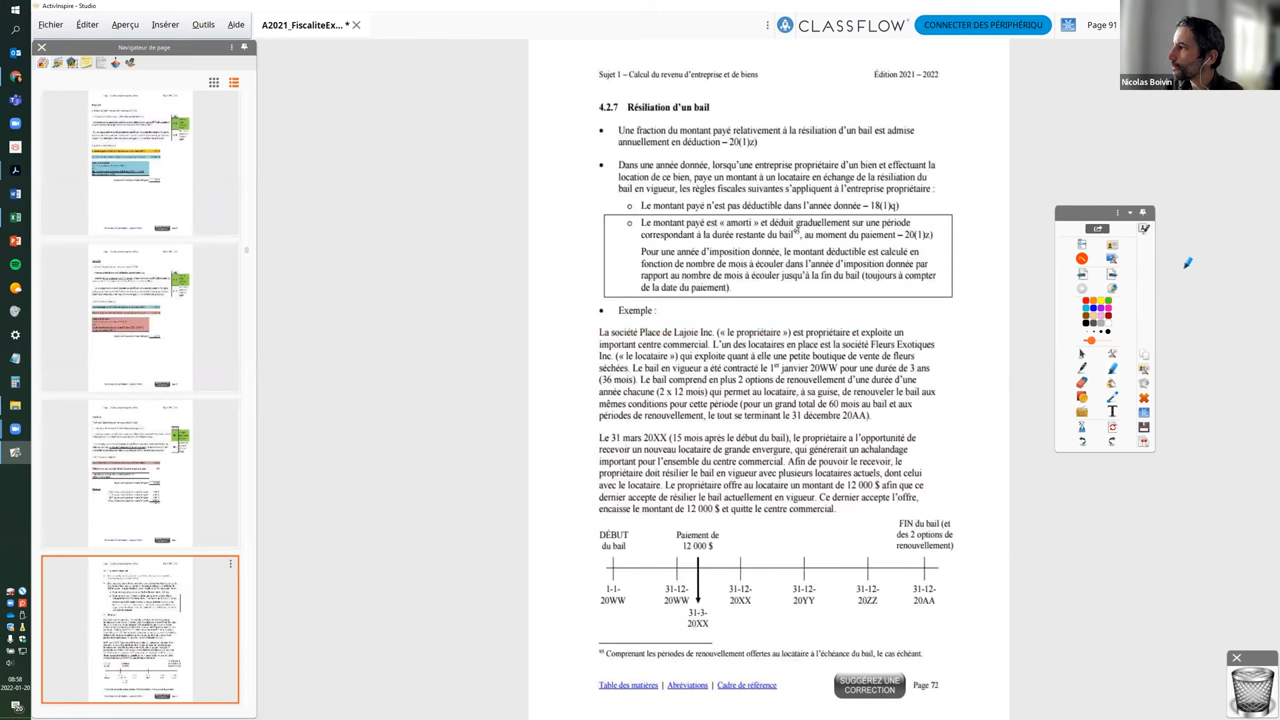 ActivInspire - Studio
Fichier Éditer Aperçu Insérer Outils Aide A2021_FiscaliteEx... *
CLASSFLOW CONNECTER DES PÉRIPHÉRIQU Page 91
Nicolas Boivin
Navigateur de page
Sujet 1 – Calcul du revenu d'entreprise et de biens Édition 2021 – 2022
4.2.7 Résiliation d'un bail
• Une fraction du montant payé relativement à la résiliation d'un bail est admise
annuellement en déduction – 20(1)z)
• Dans une année donnée, lorsqu'une entreprise propriétaire d'un bien et effectuant la
location de ce bien, paye un montant à un locataire en échange de la résiliation du
bail en vigueur, les règles fiscales suivantes s'appliquent à l'entreprise propriétaire :
o Le montant payé n'est pas déductible dans l'année donnée – 18(1)q)
o Le montant payé est « amorti » et déduit graduellement sur une période
correspondant à la durée restante du bail95, au moment du paiement – 20(1)z)
Pour une année d'imposition donnée, le montant déductible est calculé en
fonction de nombre de mois à écouler dans l'année d'imposition donnée par
rapport au nombre de mois à écouler jusqu'à la fin du bail (toujours à compter
de la date du paiement).
• Exemple :
La société Place de Lajoie Inc. (« le propriétaire ») est propriétaire et exploite un
important centre commercial. L'un des locataires en place est la société Fleurs Exotiques
Inc. (« le locataire ») qui exploite quant à elle une petite boutique de vente de fleurs
séchées. Le bail en vigueur a été contracté le 1er janvier 20WW pour une durée de 3 ans
(36 mois). Le bail comprend en plus 2 options de renouvellement d'une durée d'une
année chacune (2 x 12 mois) qui permet au locataire, à sa guise, de renouveler le bail aux
mêmes conditions pour cette période (pour un grand total de 60 mois au bail et aux
périodes de renouvellement, le tout se terminant le 31 décembre 20AA).
Le 31 mars 20XX (15 mois après le début du bail), le propriétaire a l'opportunité de
recevoir un nouveau locataire de grande envergure, qui générerait un achalandage
important pour l'ensemble du centre commercial. Afin de pouvoir le recevoir, le
propriétaire doit résilier le bail en vigueur avec plusieurs locataires actuels, dont celui
avec le locataire. Le propriétaire offre au locataire un montant de 12 000 $ afin que ce
dernier accepte de résilier le bail actuellement en vigueur. Ce dernier accepte l'offre,
encaisse le montant de 12 000 $ et quitte le centre commercial.
DÉBUT
du bail
Paiement de
12 000 $
FIN du bail (et
des 2 options de
renouvellement)
1-1-
20WW
31-12-
20WW
31-12-
20XX
31-12-
20YY
31-12-
20ZZ
31-12-
20AA
31-3-
20XX
95 Comprenant les périodes de renouvellement offertes au locataire à l'échéance du bail, le cas échéant.
Table des matières | Abréviations | Cadre de référence
SUGGÉREZ UNE
CORRECTION
Page 72